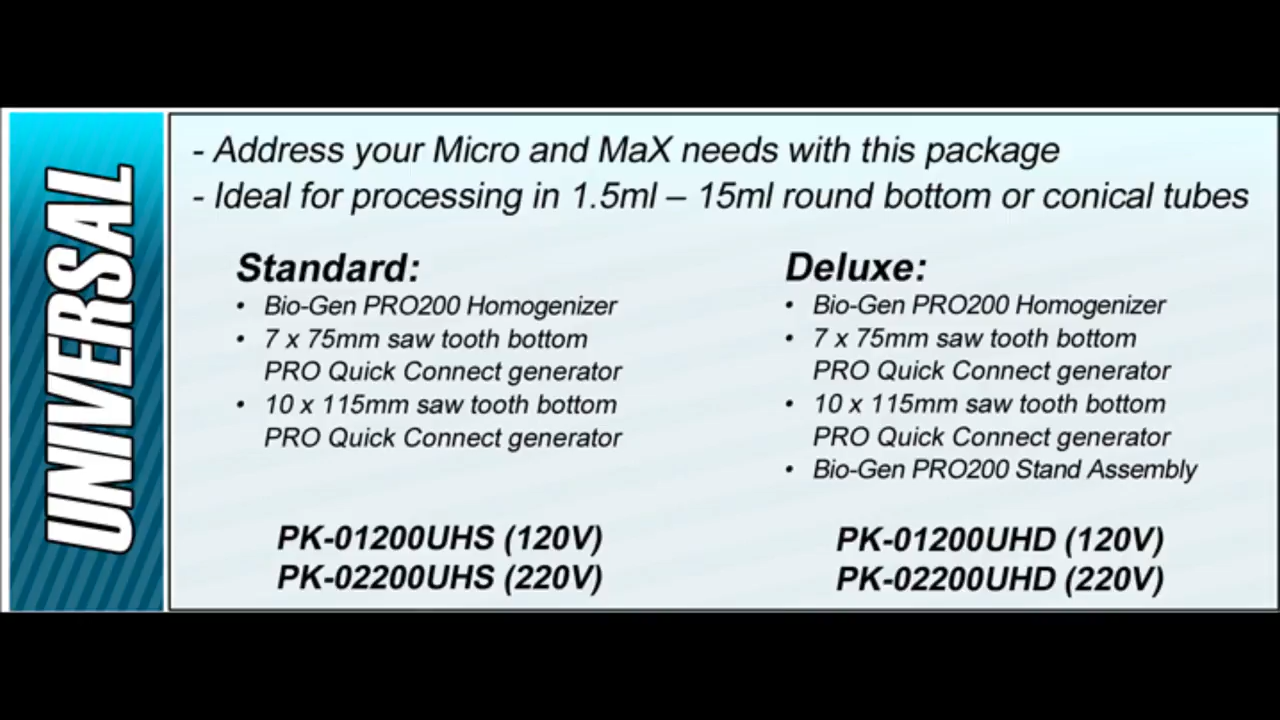 UNIVERSAL
- Address your Micro and MaX needs with this package
- Ideal for processing in 1.5ml – 15ml round bottom or conical tubes
Standard:
• Bio-Gen PRO200 Homogenizer
• 7 x 75mm saw tooth bottom
PRO Quick Connect generator
• 10 x 115mm saw tooth bottom
PRO Quick Connect generator
PK-01200UHS (120V)
PK-02200UHS (220V)
Deluxe:
• Bio-Gen PRO200 Homogenizer
• 7 x 75mm saw tooth bottom
PRO Quick Connect generator
• 10 x 115mm saw tooth bottom
PRO Quick Connect generator
• Bio-Gen PRO200 Stand Assembly
PK-01200UHD (120V)
PK-02200UHD (220V)